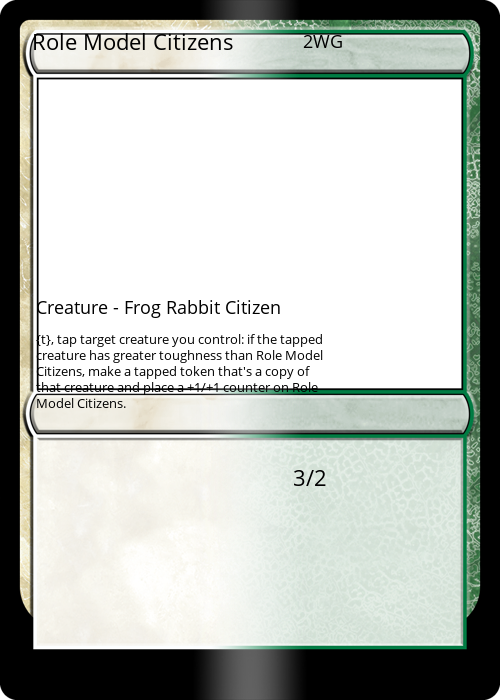 Role Model Citizens 2WG
Creature - Frog Rabbit Citizen
{t}, tap target creature you control: if the tapped
creature has greater toughness than Role Model
Citizens, make a tapped token that's a copy of
that creature and place a +1/+1 counter on Role
Model Citizens.
3/2